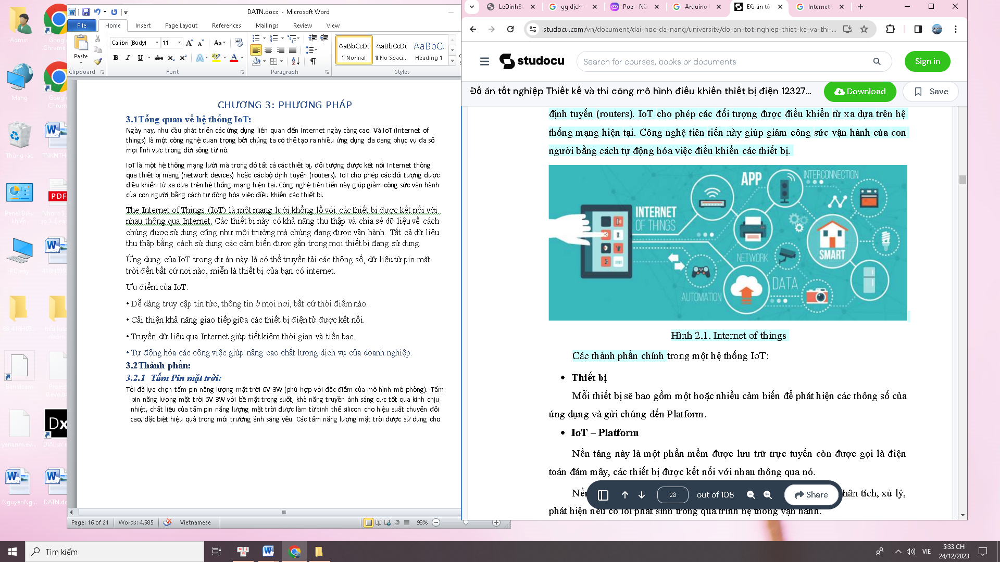 Admin
Google Chrome
Mạng
Google Chrom
Thùng rác
TNKNTH
Panel Điều khiển
PC này
Bandicam
yenanm.ev...
DIALux e
NguyenNg...
DATN.do
DATN.docx - Microsoft Word
File
Home
Insert
Page Layout
References
Mailings
Review
View
Paste
Calibri (Body)
11
Clipboard
Font
Paragraph
Styles
AaBbCcDc
¶ Normal
AaBbCcDc
¶ No Spaci...
AaBbC
Heading 1
CHƯƠNG 3: PHƯƠNG PHÁP
3.1Tổng quan về hệ thống IoT:
Ngày nay, nhu cầu phát triển các ứng dụng liên quan đến Internet ngày càng cao. Và IoT (Internet of
things) là một công nghệ quan trọng bởi chúng ta có thể tạo ra nhiều ứng dụng đa dạng phục vụ đa số
mọi lĩnh vực trong đời sống từ nó.
IoT là một hệ thống mạng lưới mà trong đó tất cả các thiết bị, đối tượng được kết nối Internet thông
qua thiết bị mạng (network devices) hoặc các bộ định tuyến (routers). IoT cho phép các đối tượng được
điều khiển từ xa dựa trên hệ thống mạng hiện tại. Công nghệ tiên tiến này giúp giảm công sức vận hành
của con người bằng cách tự động hóa việc điều khiển các thiết bị.
The Internet of Things (IoT) là một mạng lưới khổng lồ với các thiết bị được kết nối với
nhau thông qua Internet. Các thiết bị này có khả năng thu thập và chia sẻ dữ liệu về cách
chúng được sử dụng cũng như môi trường mà chúng đang được vận hành. Tất cả dữ liệu
thu thập bằng cách sử dụng các cảm biến được gắn trong mọi thiết bị đang sử dụng.
Ứng dụng của IoT trong dự án này là có thể truyền tải các thông số, dữ liệu từ pin mặt
trời đến bất cứ nơi nào, miễn là thiết bị của bạn có internet.
Ưu điểm của IoT:
• Dễ dàng truy cập tin tức, thông tin ở mọi nơi, bất cứ thời điểm nào.
• Cải thiện khả năng giao tiếp giữa các thiết bị điện tử được kết nối.
• Truyền dữ liệu qua Internet giúp tiết kiệm thời gian và tiền bạc.
• Tự động hóa các công việc giúp nâng cao chất lượng dịch vụ của doanh nghiệp.
3.2Thành phần:
3.2.1 Tấm Pin mặt trời:
Tôi đã lựa chọn tấm pin năng lượng mặt trời 6V 3W (phù hợp với đặc điểm của mô hình mô phỏng). Tấm
pin năng lượng mặt trời 6V 3W với bề mặt trong suốt, khả năng truyền ánh sáng cực tốt qua kính chịu
nhiệt, chất liệu của tấm pin năng lượng mặt trời được làm từ tinh thể silicon cho hiệu suất chuyển đổi
cao, đặc biệt hiệu quả trong môi trường ánh sáng yếu. Các tấm năng lượng mặt trời được sử dụng cho
Page: 16 of 21
Words: 4.585
Vietnamese
98%
LeDinhBa
gg dịch -
Poe - Nă
Arduino
Đồ án tố
Internet o
studocu.com/vn/document/dai-hoc-da-nang/university/do-an-tot-nghiep-thiet-ke-va-thi-...
studocu
Search for courses, books or documents
Sign in
Đồ án tốt nghiệp Thiết kế và thi công mô hình điều khiển thiết bị điện 12327...
Download
Save
định tuyến (routers). IoT cho phép các đối tượng được điều khiển từ xa dựa trên hệ
thống mạng hiện tại. Công nghệ tiên tiến này giúp giảm công sức vận hành của con
người bằng cách tự động hóa việc điều khiển các thiết bị.
INTERNET
OF THINGS
APP
INTERCONNECTION
NETWORK
SMART
DATA
AUTOMATION
Hình 2.1. Internet of things
Các thành phần chính trong một hệ thống IoT:
• Thiết bị
Mỗi thiết bị sẽ bao gồm một hoặc nhiều cảm biến để phát hiện các thông số của
ứng dụng và gửi chúng đến Platform.
• IoT – Platform
Nền tảng này là một phần mềm được lưu trữ trực tuyến còn được gọi là điện
toán đám mây, các thiết bị được kết nối với nhau thông qua nó.
hân tích, xử lý,
phát hiện nếu có lỗi phát sinh trong quá trình hệ thống vận hành.
23
out of 108
Share
Tìm kiếm
VIE
5:33 CH
24/12/2023